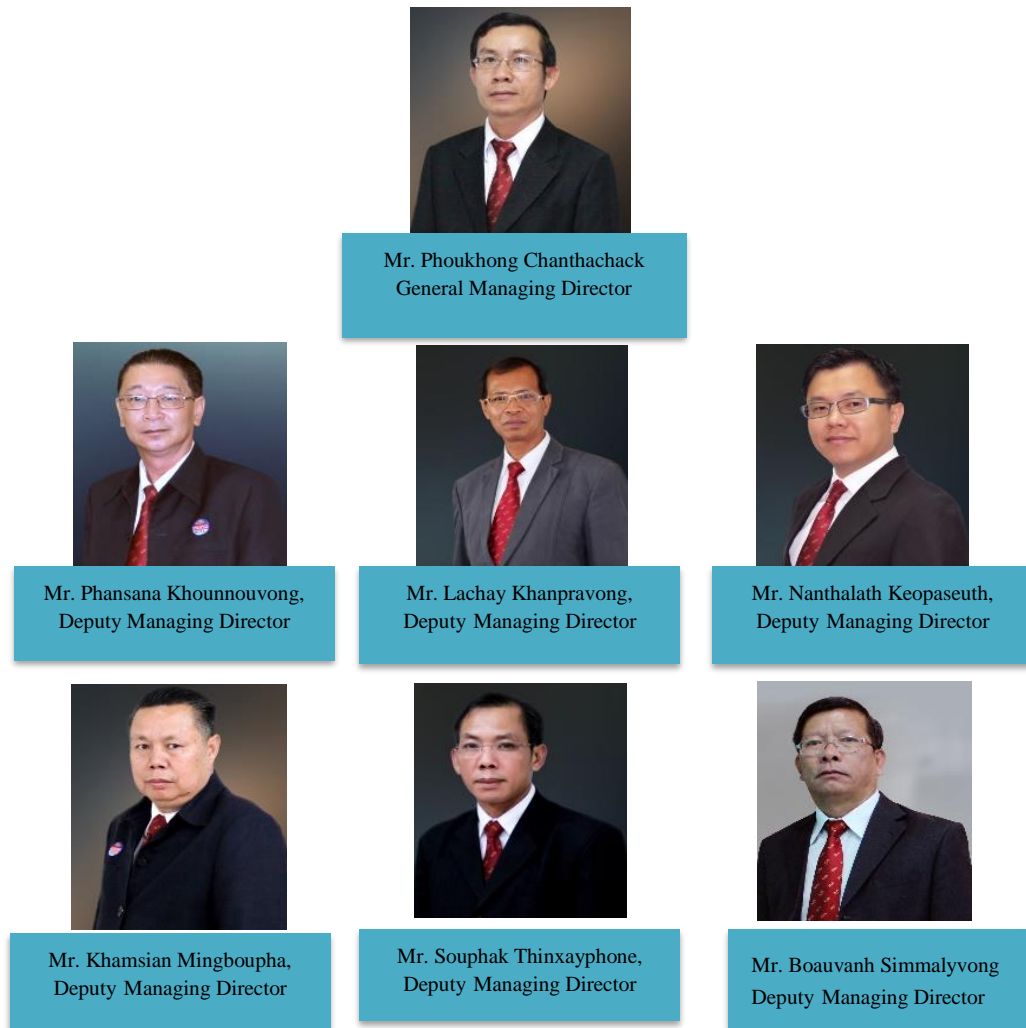 Mr. Phoukhong Chanthachack
General Managing Director
Mr. Phansana Khounnouvong,
Deputy Managing Director
Mr. Lachay Khanpravong,
Deputy Managing Director
Mr. Nanthalath Keopaseuth,
Deputy Managing Director
Mr. Khamsian Mingboupha,
Deputy Managing Director
Mr. Souphak Thinxayphone,
Deputy Managing Director
Mr. Boauvanh Simmalyvong
Deputy Managing Director